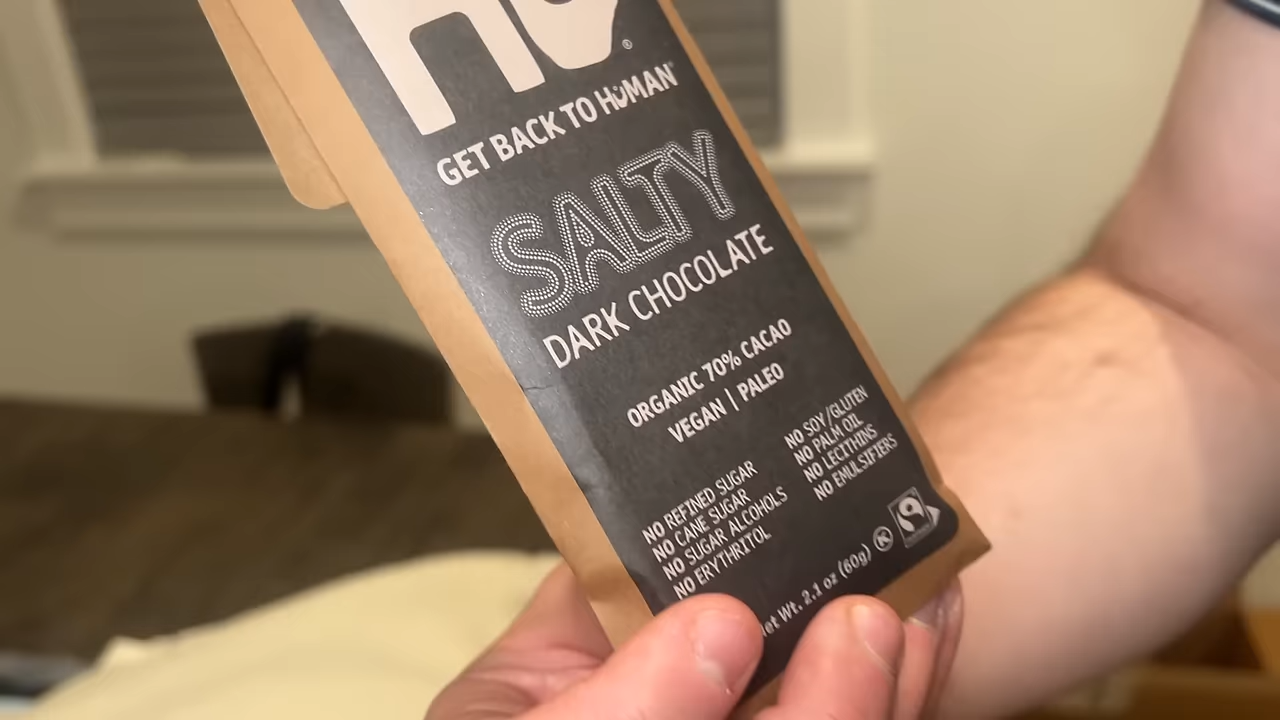 HU®
GET BACK TO HUMAN
SALTY
DARK CHOCOLATE
ORGANIC 70% CACAO
VEGAN | PALEO
NO REFINED SUGAR
NO CANE SUGAR
NO SUGAR ALCOHOLS
NO ERYTHRITOL
NO SOY/GLUTEN
NO PALM OIL
NO LECITHINS
NO EMULSIFIERS
Net Wt. 2.1 oz (60g)
K